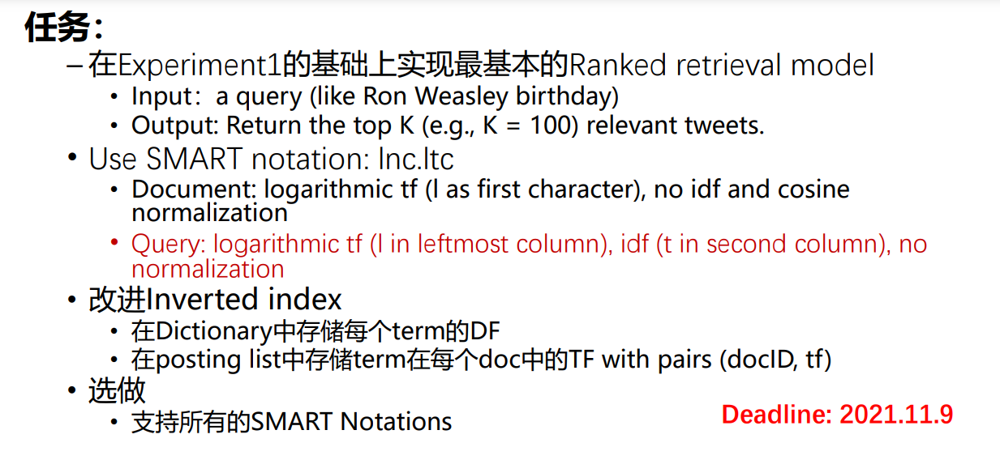 任务：
– 在Experiment1的基础上实现最基本的Ranked retrieval model
• Input：a query (like Ron Weasley birthday)
• Output: Return the top K (e.g., K = 100) relevant tweets.
• Use SMART notation: lnc.ltc
• Document: logarithmic tf (l as first character), no idf and cosine
normalization
• Query: logarithmic tf (l in leftmost column), idf (t in second column), no
normalization
• 改进Inverted index
• 在Dictionary中存储每个term的DF
• 在posting list中存储term在每个doc中的TF with pairs (docID, tf)
• 选做
• 支持所有的SMART Notations
Deadline: 2021.11.9